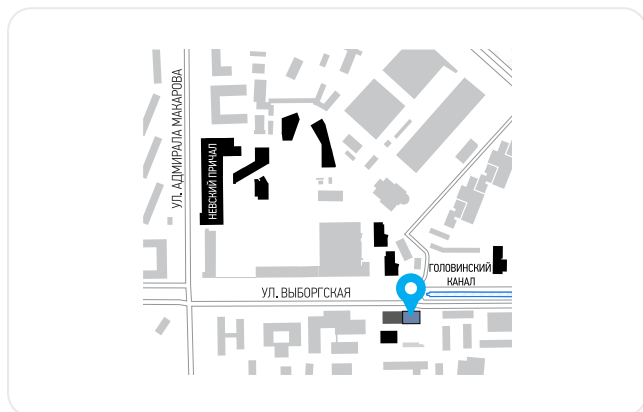 УЛ. АДМИРАЛА МАКАРОВА
НЕВСКИЙ ПРИЧАЛ
ГОЛОВИНСКИЙ
КАНАЛ
УЛ. ВЫБОРГСКАЯ